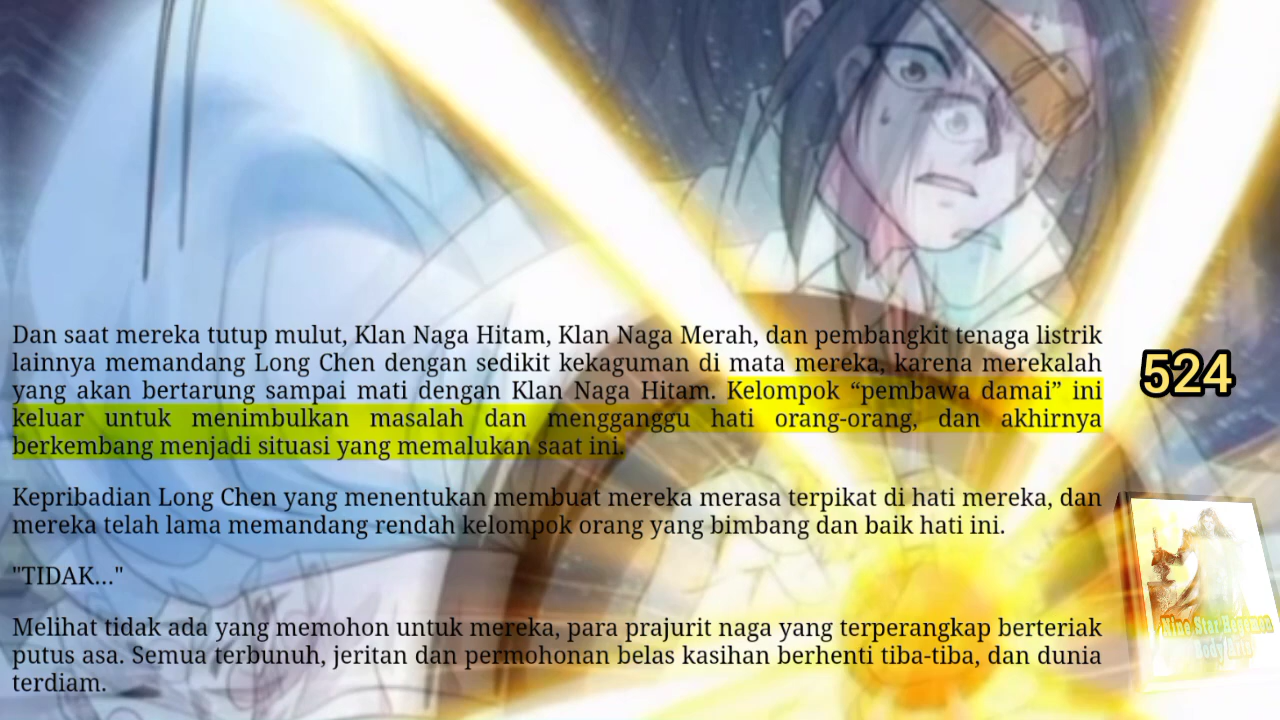 Dan saat mereka tutup mulut, Klan Naga Hitam, Klan Naga Merah, dan pembangkit tenaga listrik
lainnya memandang Long Chen dengan sedikit kekaguman di mata mereka, karena merekalah
yang akan bertarung sampai mati dengan Klan Naga Hitam. Kelompok “pembawa damai” ini
keluar untuk menimbulkan masalah dan mengganggu hati orang-orang, dan akhirnya
berkembang menjadi situasi yang memalukan saat ini.
524
Kepribadian Long Chen yang menentukan membuat mereka merasa terpikat di hati mereka, dan
mereka telah lama memandang rendah kelompok orang yang bimbang dan baik hati ini.
"TIDAK..."
Melihat tidak ada yang memohon untuk mereka, para prajurit naga yang terperangkap berteriak
putus asa. Semua terbunuh, jeritan dan permohonan belas kasihan berhenti tiba-tiba, dan dunia
terdiam.
Nine Star Hegemon
Body Arts